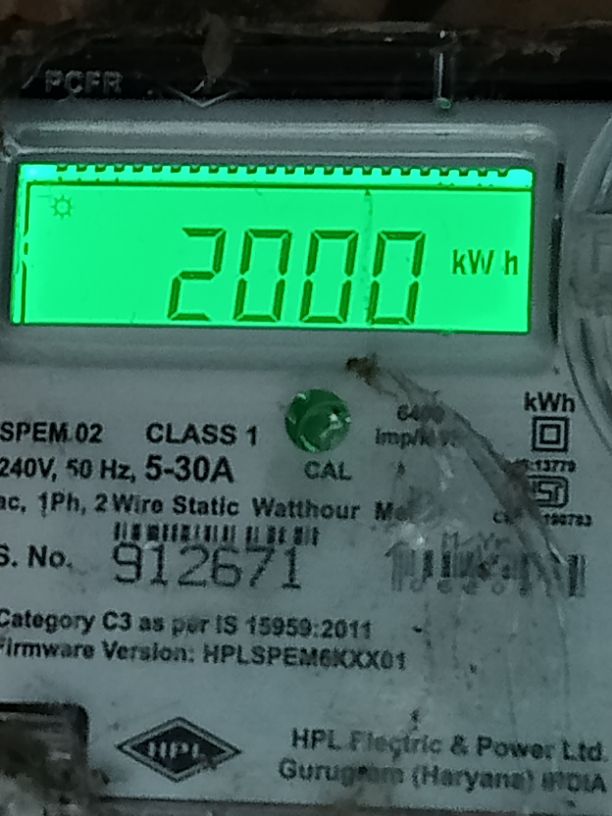 2000 kWh
kWh
SPEM.02 CLASS 1
240V, 50 Hz, 5-30A CAL
ac, 1Ph, 2 Wire Static Watthour
S. No. 912671
Category C3 as per IS 15959:2011
Firmware Version: HPLSPEM6KXX01
HPL
HPL Electric & Power Ltd.
Gurugram (Haryana) INDIA